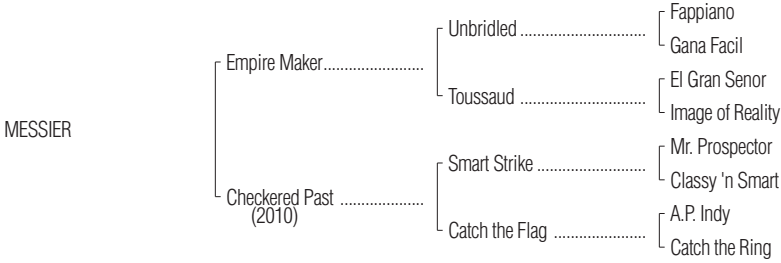 Fappiano
Unbridled ..............................
Gana Facil
Empire Maker........................
El Gran Senor
Toussaud ..............................
Image of Reality
MESSIER
Mr. Prospector
Smart Strike ..........................
Classy 'n Smart
Checkered Past ....................
(2010)
A.P. Indy
Catch the Flag ......................
Catch the Ring